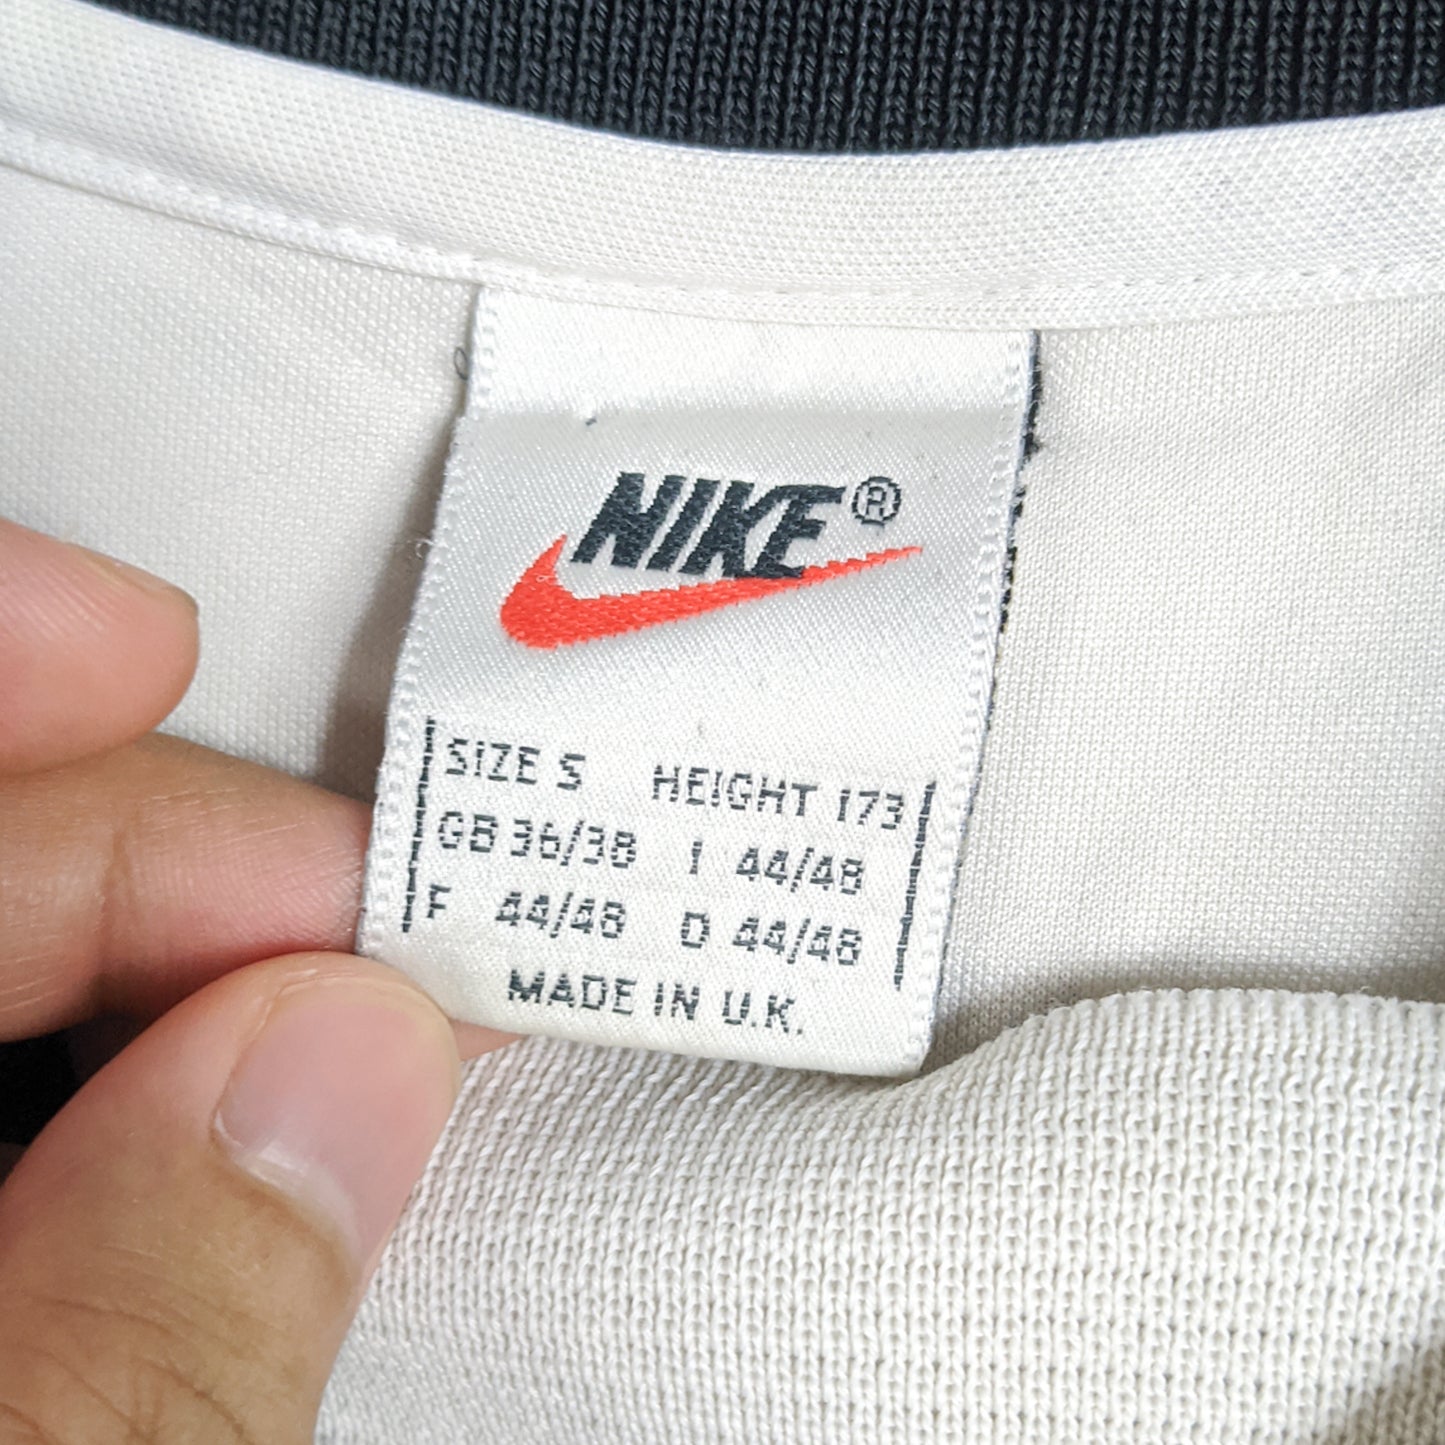 NIKE®
SIZE S HEIGHT 173
GB 36/38 I 44/48
F 44/48 D 44/48
MADE IN U.K.